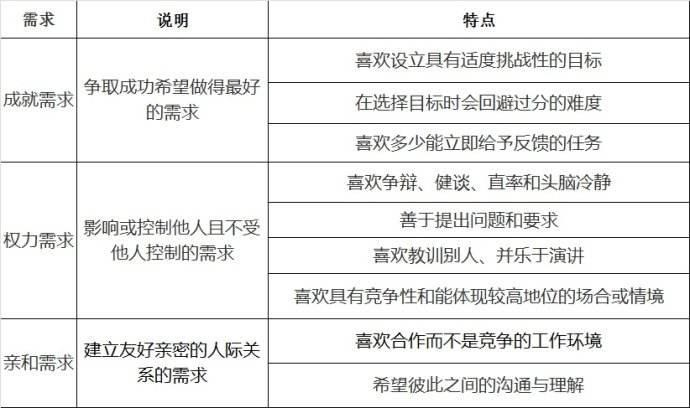 需求 说明 特点
成就需求
争取成功希望做得最好
的需求
喜欢设立具有适度挑战性的目标
在选择目标时会回避过分的难度
喜欢多少能立即给予反馈的任务
权力需求
影响或控制他人且不受
他人控制的需求
喜欢争辩、健谈、直率和头脑冷静
善于提出问题和要求
喜欢教训别人、并乐于演讲
喜欢具有竞争性和能体现较高地位的场合或情境
亲和需求
建立友好亲密的人际关
系的需求
喜欢合作而不是竞争的工作环境
希望彼此之间的沟通与理解